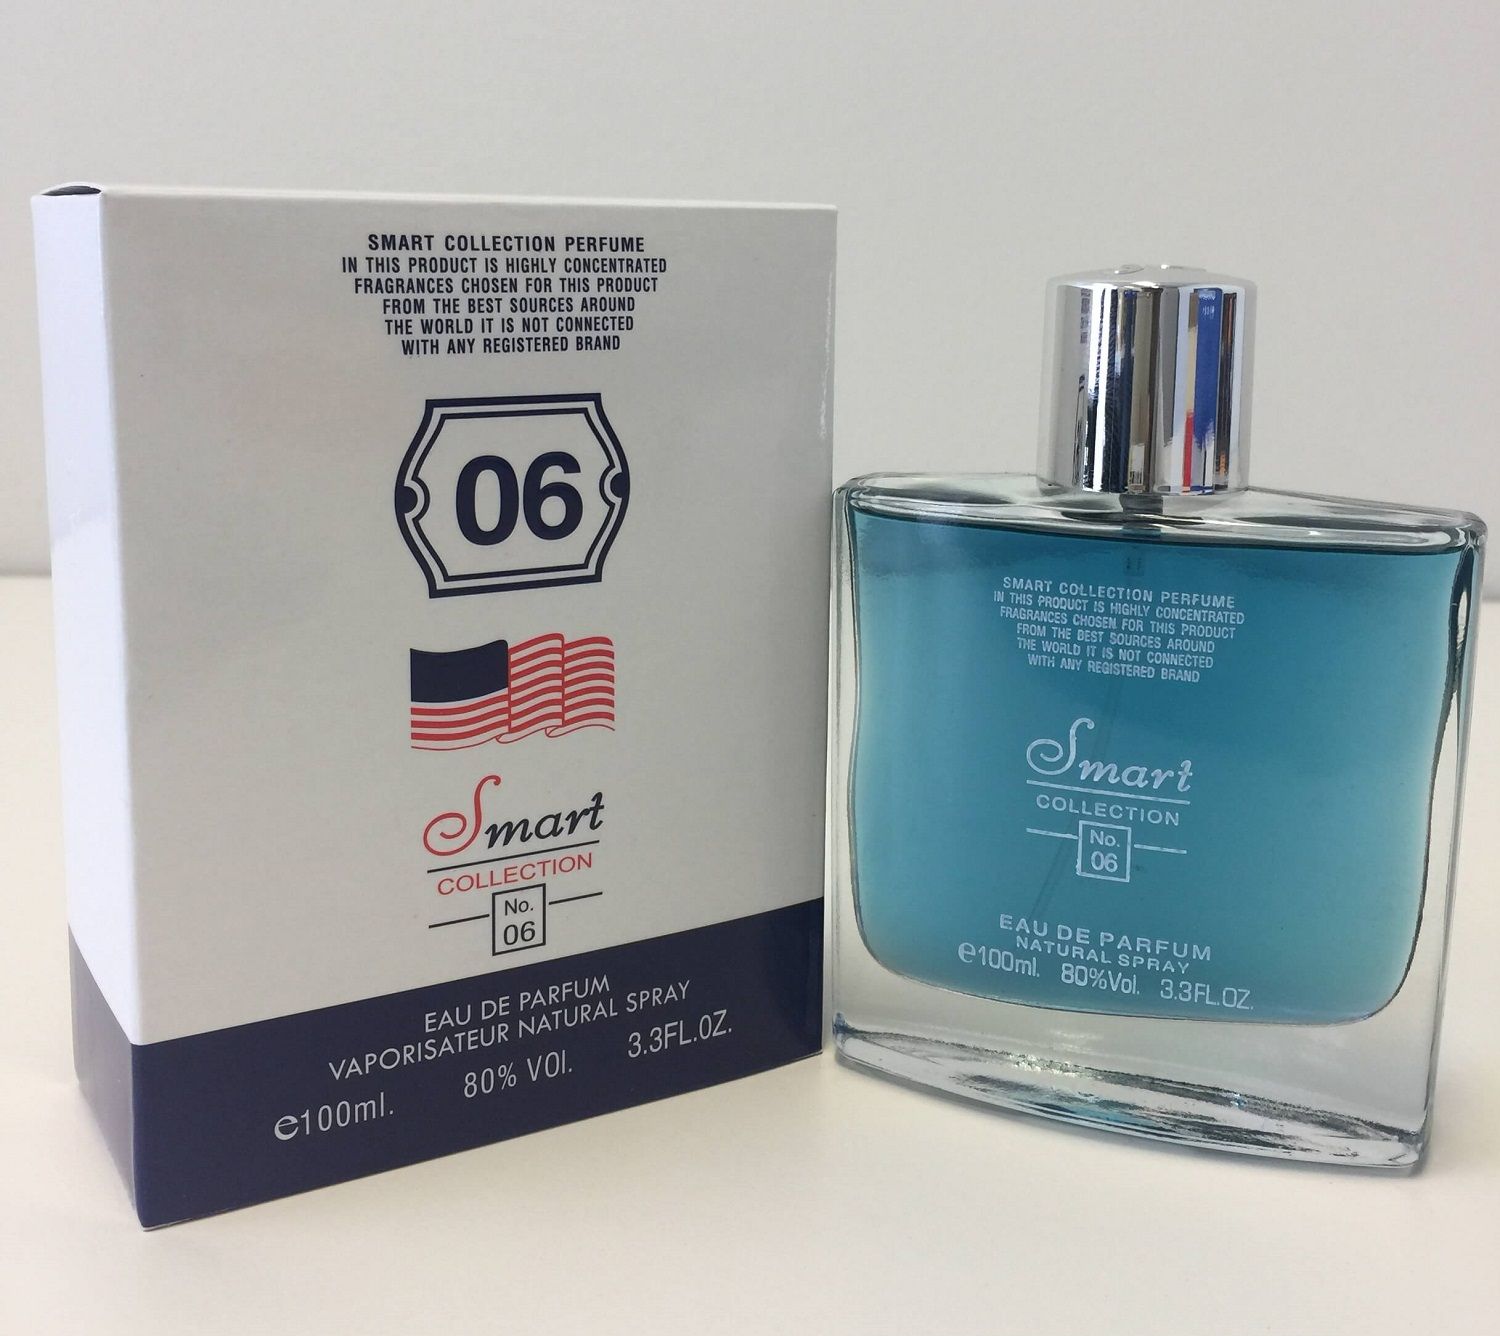 SMART COLLECTION PERFUME
IN THIS PRODUCT IS HIGHLY CONCENTRATED
FRAGRANCES CHOSEN FOR THIS PRODUCT
FROM THE BEST SOURCES AROUND
THE WORLD IT IS NOT CONNECTED
WITH ANY REGISTERED BRAND
06
Smart
COLLECTION
No.
06
EAU DE PARFUM
VAPORISATEUR NATURAL SPRAY
e100ml. 80% VOl. 3.3FL.OZ.
SMART COLLECTION PERFUME
IN THIS PRODUCT IS HIGHLY CONCENTRATED
FRAGRANCES CHOSEN FOR THIS PRODUCT
FROM THE BEST SOURCES AROUND
THE WORLD IT IS NOT CONNECTED
WITH ANY REGISTERED BRAND
Smart
COLLECTION
No.
06
EAU DE PARFUM
NATURAL SPRAY
e100ml. 80%Vol. 3.3FL.OZ.